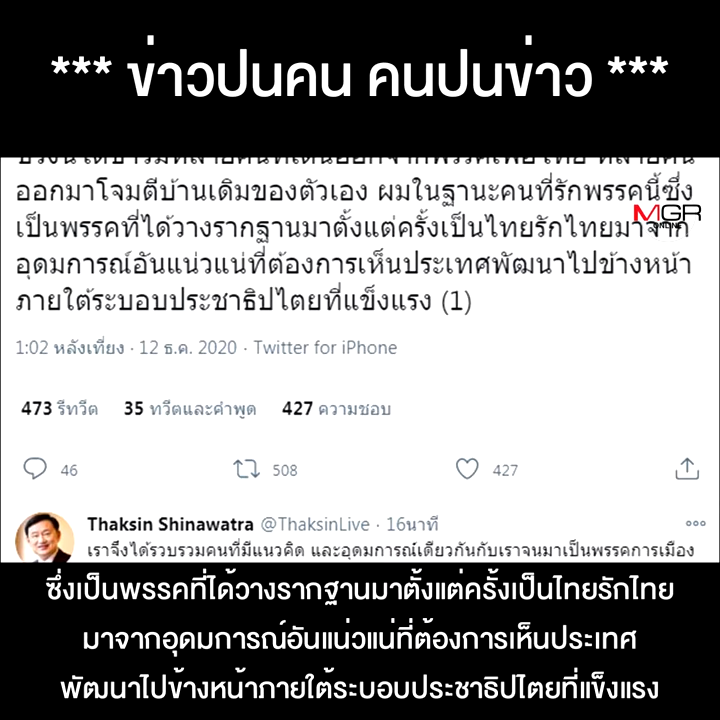 *** ข่าวปนคน คนปนข่าว ***
ออกมาโจมตีบ้านเดิมของตัวเอง ผมในฐานะคนที่รักพรรคนี้ซึ่ง
MGR
ONLINE
เป็นพรรคที่ได้วางรากฐานมาตั้งแต่ครั้งเป็นไทยรักไทยมาจาก
อุดมการณ์อันแน่วแน่ที่ต้องการเห็นประเทศพัฒนาไปข้างหน้า
ภายใต้ระบอบประชาธิปไตยที่แข็งแรง (1)
1:02 หลังเที่ยง · 12 ธ.ค. 2020 · Twitter for iPhone
473 รีทวีต 35 ทวีตและคำพูด 427 ความชอบ
46 508 427
Thaksin Shinawatra @ThaksinLive · 16นาที
เราจึงได้รวบรวมคนที่มีแนวคิด และอุดมการณ์เดียวกันกับเราจนมาเป็นพรรคการเมือง
ซึ่งเป็นพรรคที่ได้วางรากฐานมาตั้งแต่ครั้งเป็นไทยรักไทย
มาจากอุดมการณ์อันแน่วแน่ที่ต้องการเห็นประเทศ
พัฒนาไปข้างหน้าภายใต้ระบอบประชาธิปไตยที่แข็งแรง